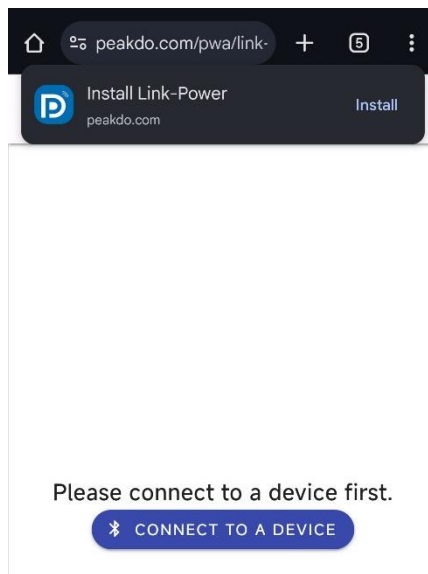 peakdo.com/pwa/link-
5
Install Link-Power
peakdo.com
Install
Please connect to a device first.
CONNECT TO A DEVICE